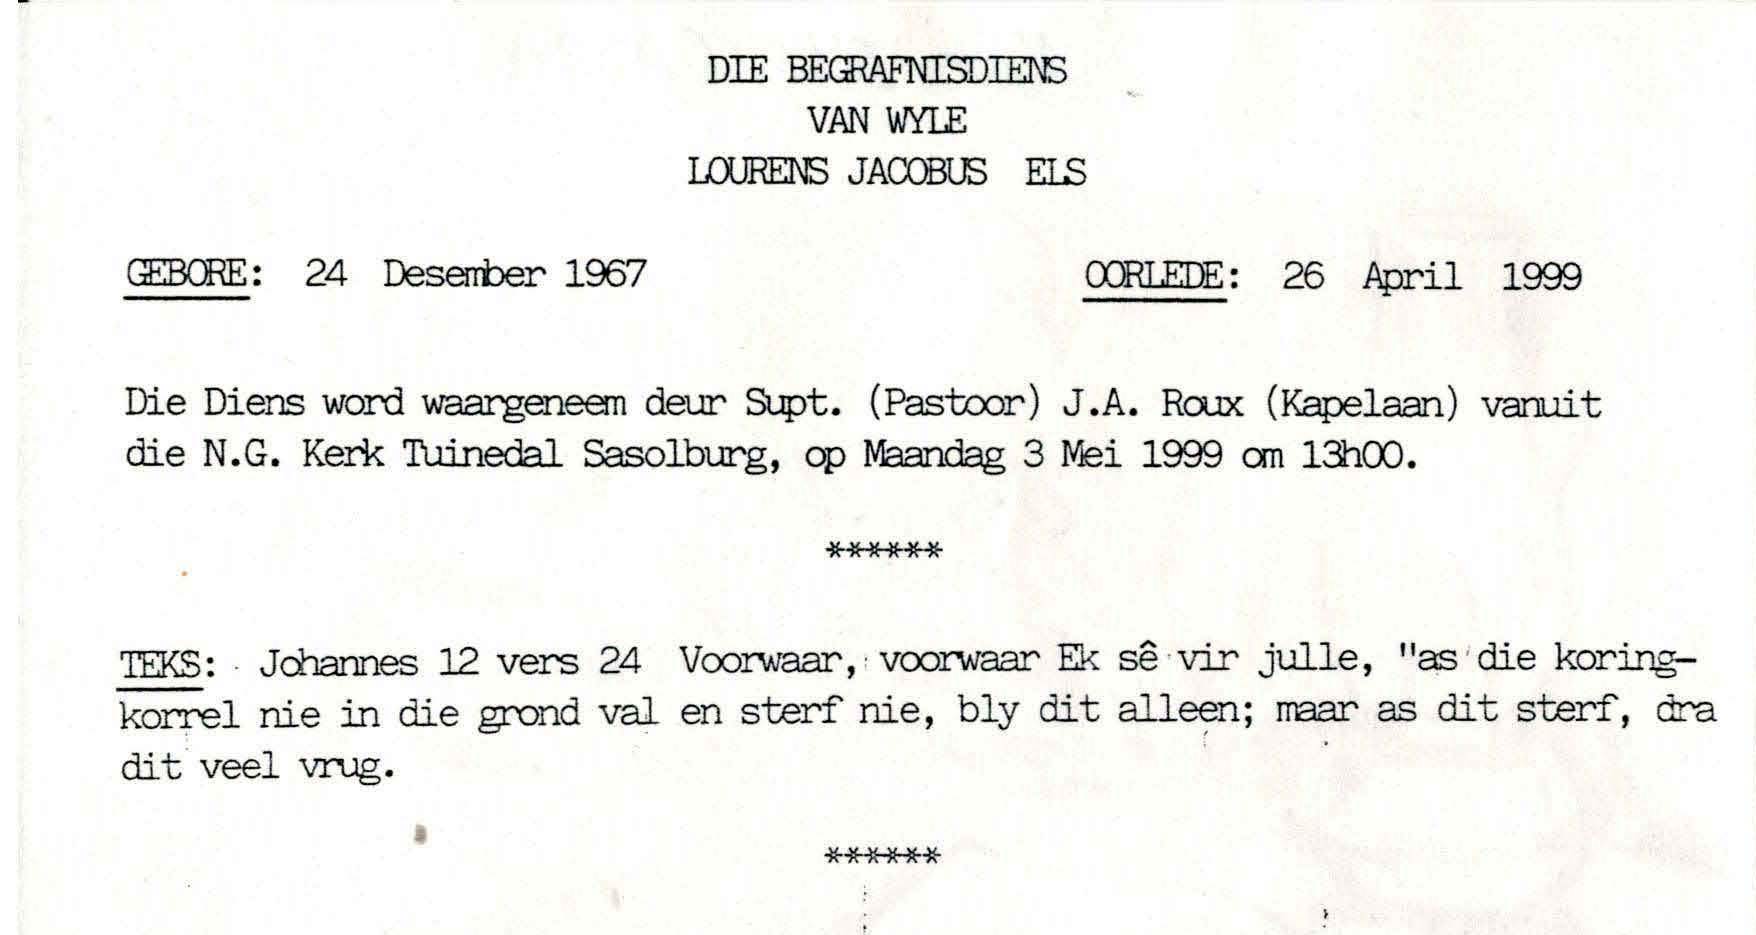 DIE BEGRAFNISDIENS
VAN WYLE
LOURENS JACOBUS ELS
GEBORE: 24 Desember 1967 OORLEDE: 26 April 1999
Die Diens word waargeneem deur Supt. (Pastoor) J.A. Roux (Kapelaan) vanuit
die N.G. Kerk Tuinedal Sasolburg, op Maandag 3 Mei 1999 om 13h00.
******
TEKS: Johannes 12 vers 24 Voorwaar, voorwaar Ek sê vir julle, "as die koring-
korrel nie in die grond val en sterf nie, bly dit alleen; maar as dit sterf, dra
dit veel vrug.
******